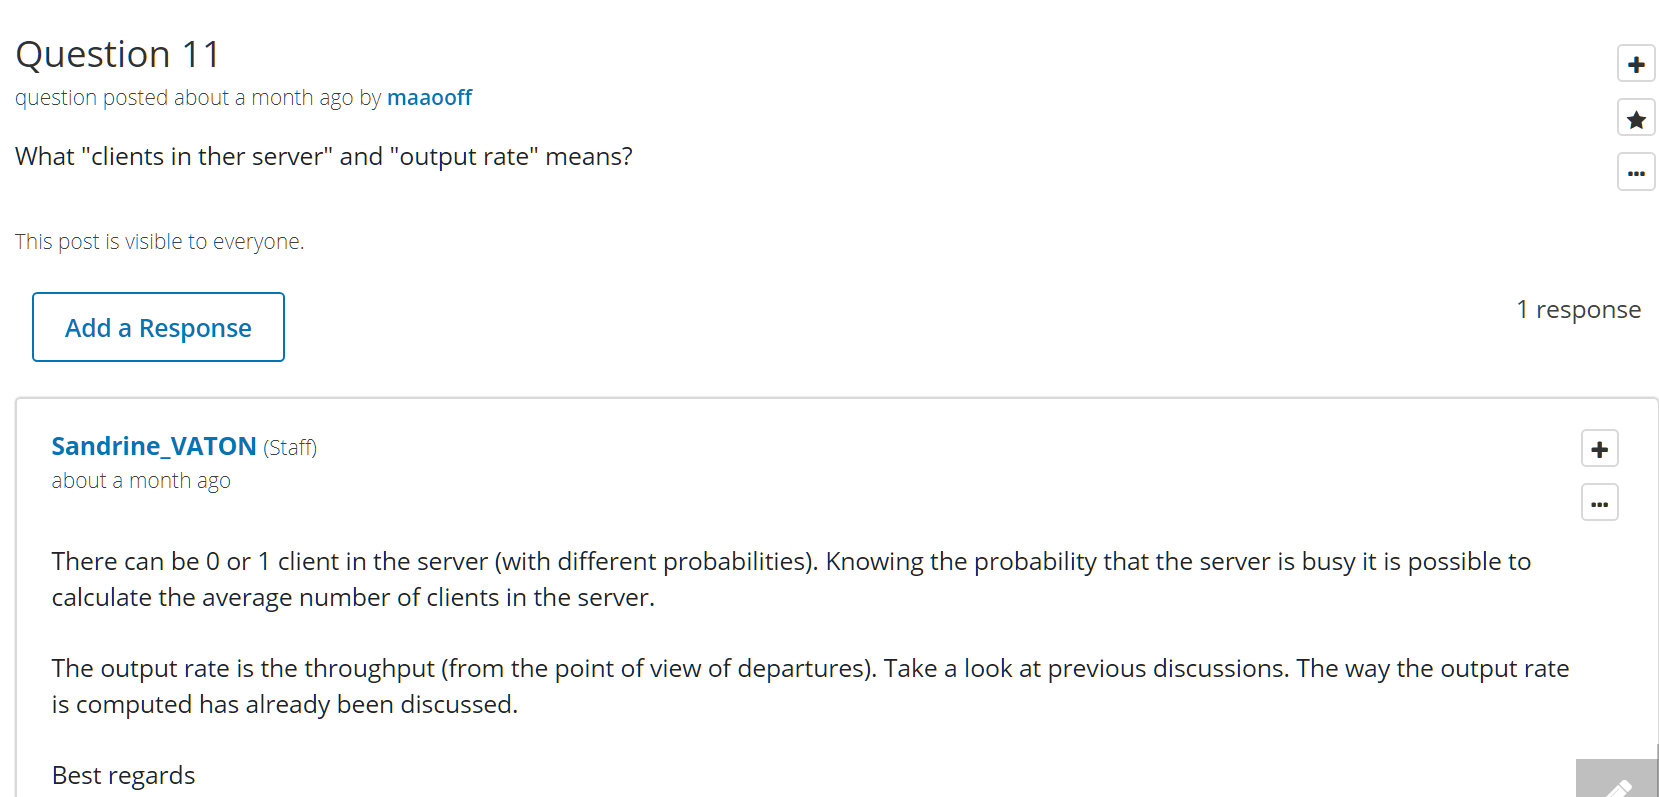 Question 11
question posted about a month ago by maaooff
What "clients in ther server" and "output rate" means?
This post is visible to everyone.
Add a Response
1 response
Sandrine_VATON (Staff)
about a month ago
There can be 0 or 1 client in the server (with different probabilities). Knowing the probability that the server is busy it is possible to
calculate the average number of clients in the server.
The output rate is the throughput (from the point of view of departures). Take a look at previous discussions. The way the output rate
is computed has already been discussed.
Best regards